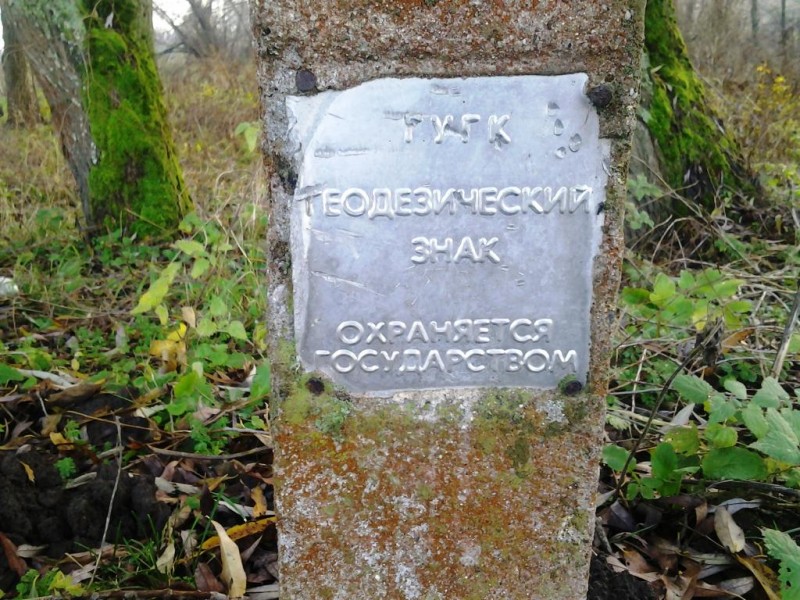 ГУГК
ГЕОДЕЗИЧЕСКИЙ
ЗНАК
ОХРАНЯЕТСЯ
ГОСУДАРСТВОМ